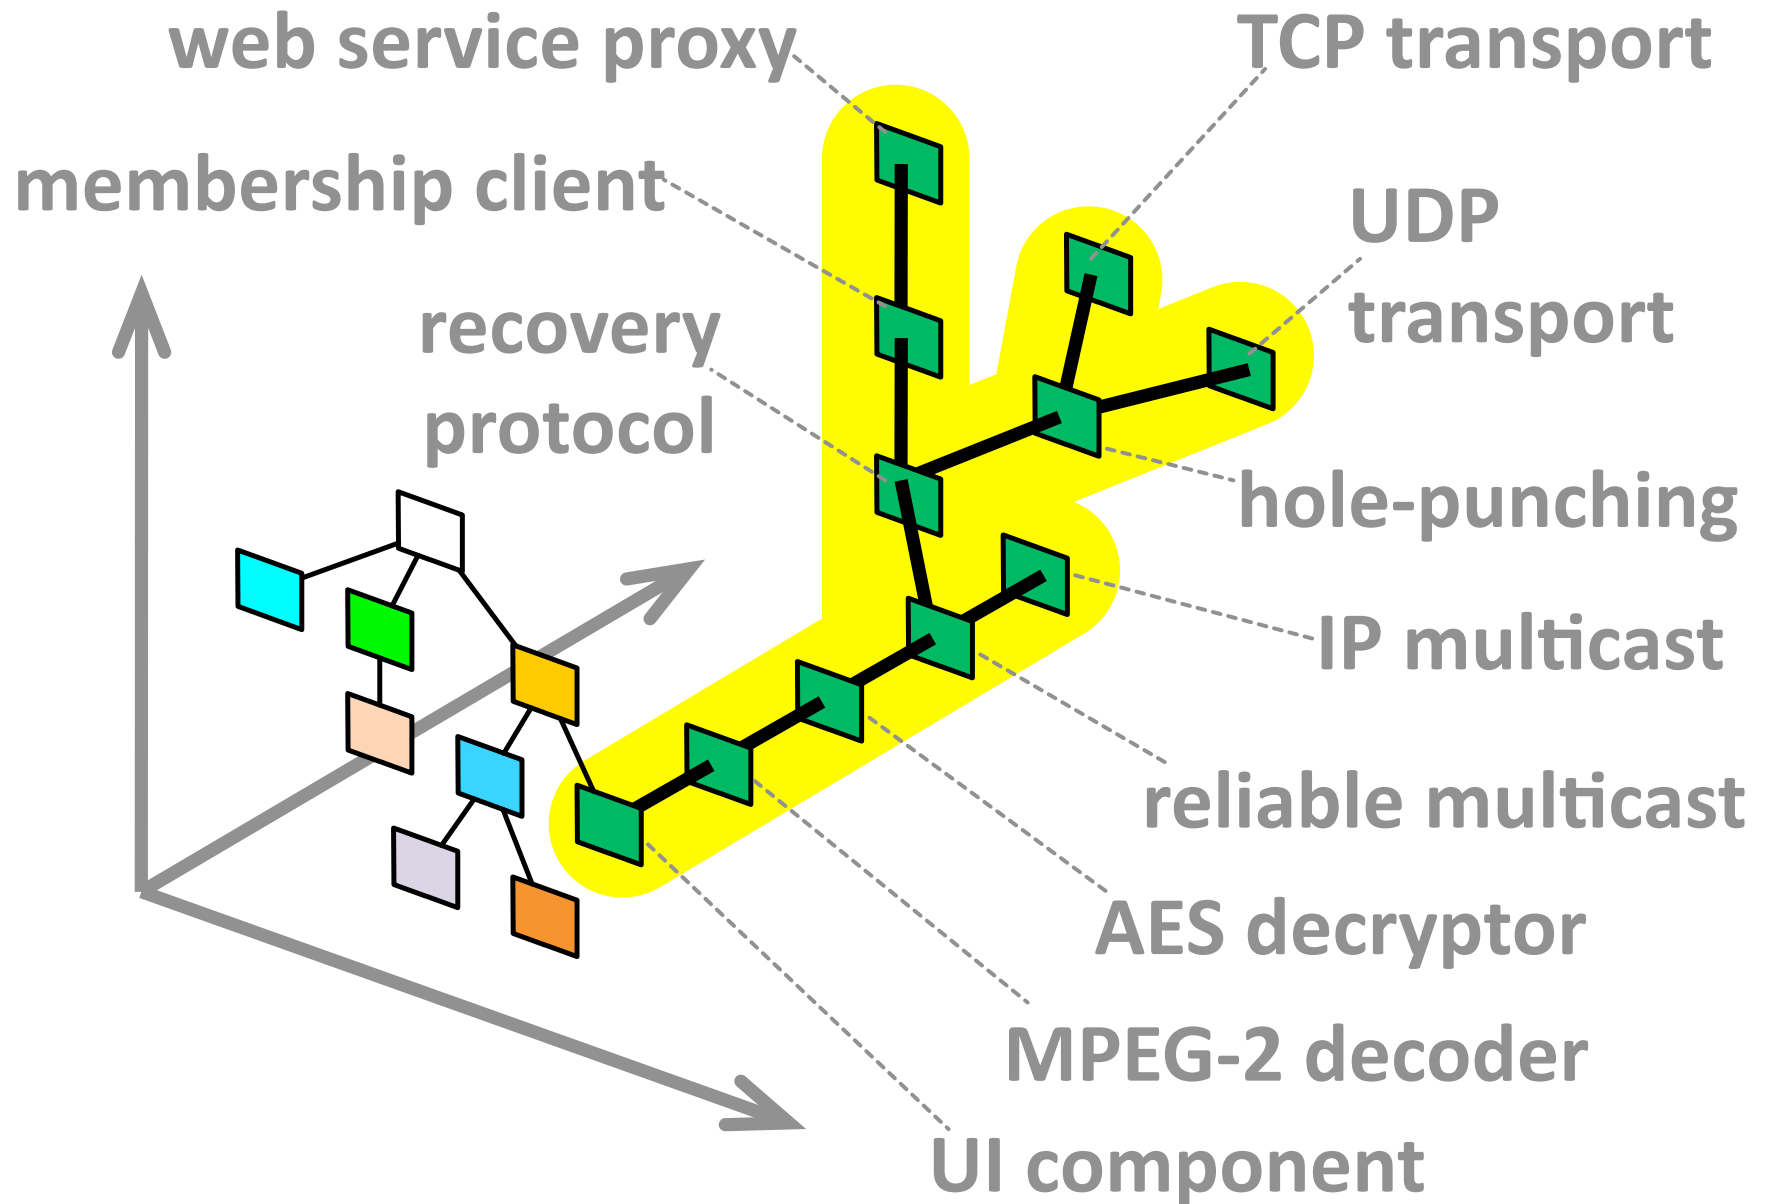 web service proxy
TCP transport
membership client
UDP
transport
recovery
protocol
hole-punching
IP multicast
reliable multicast
AES decryptor
MPEG-2 decoder
UI component